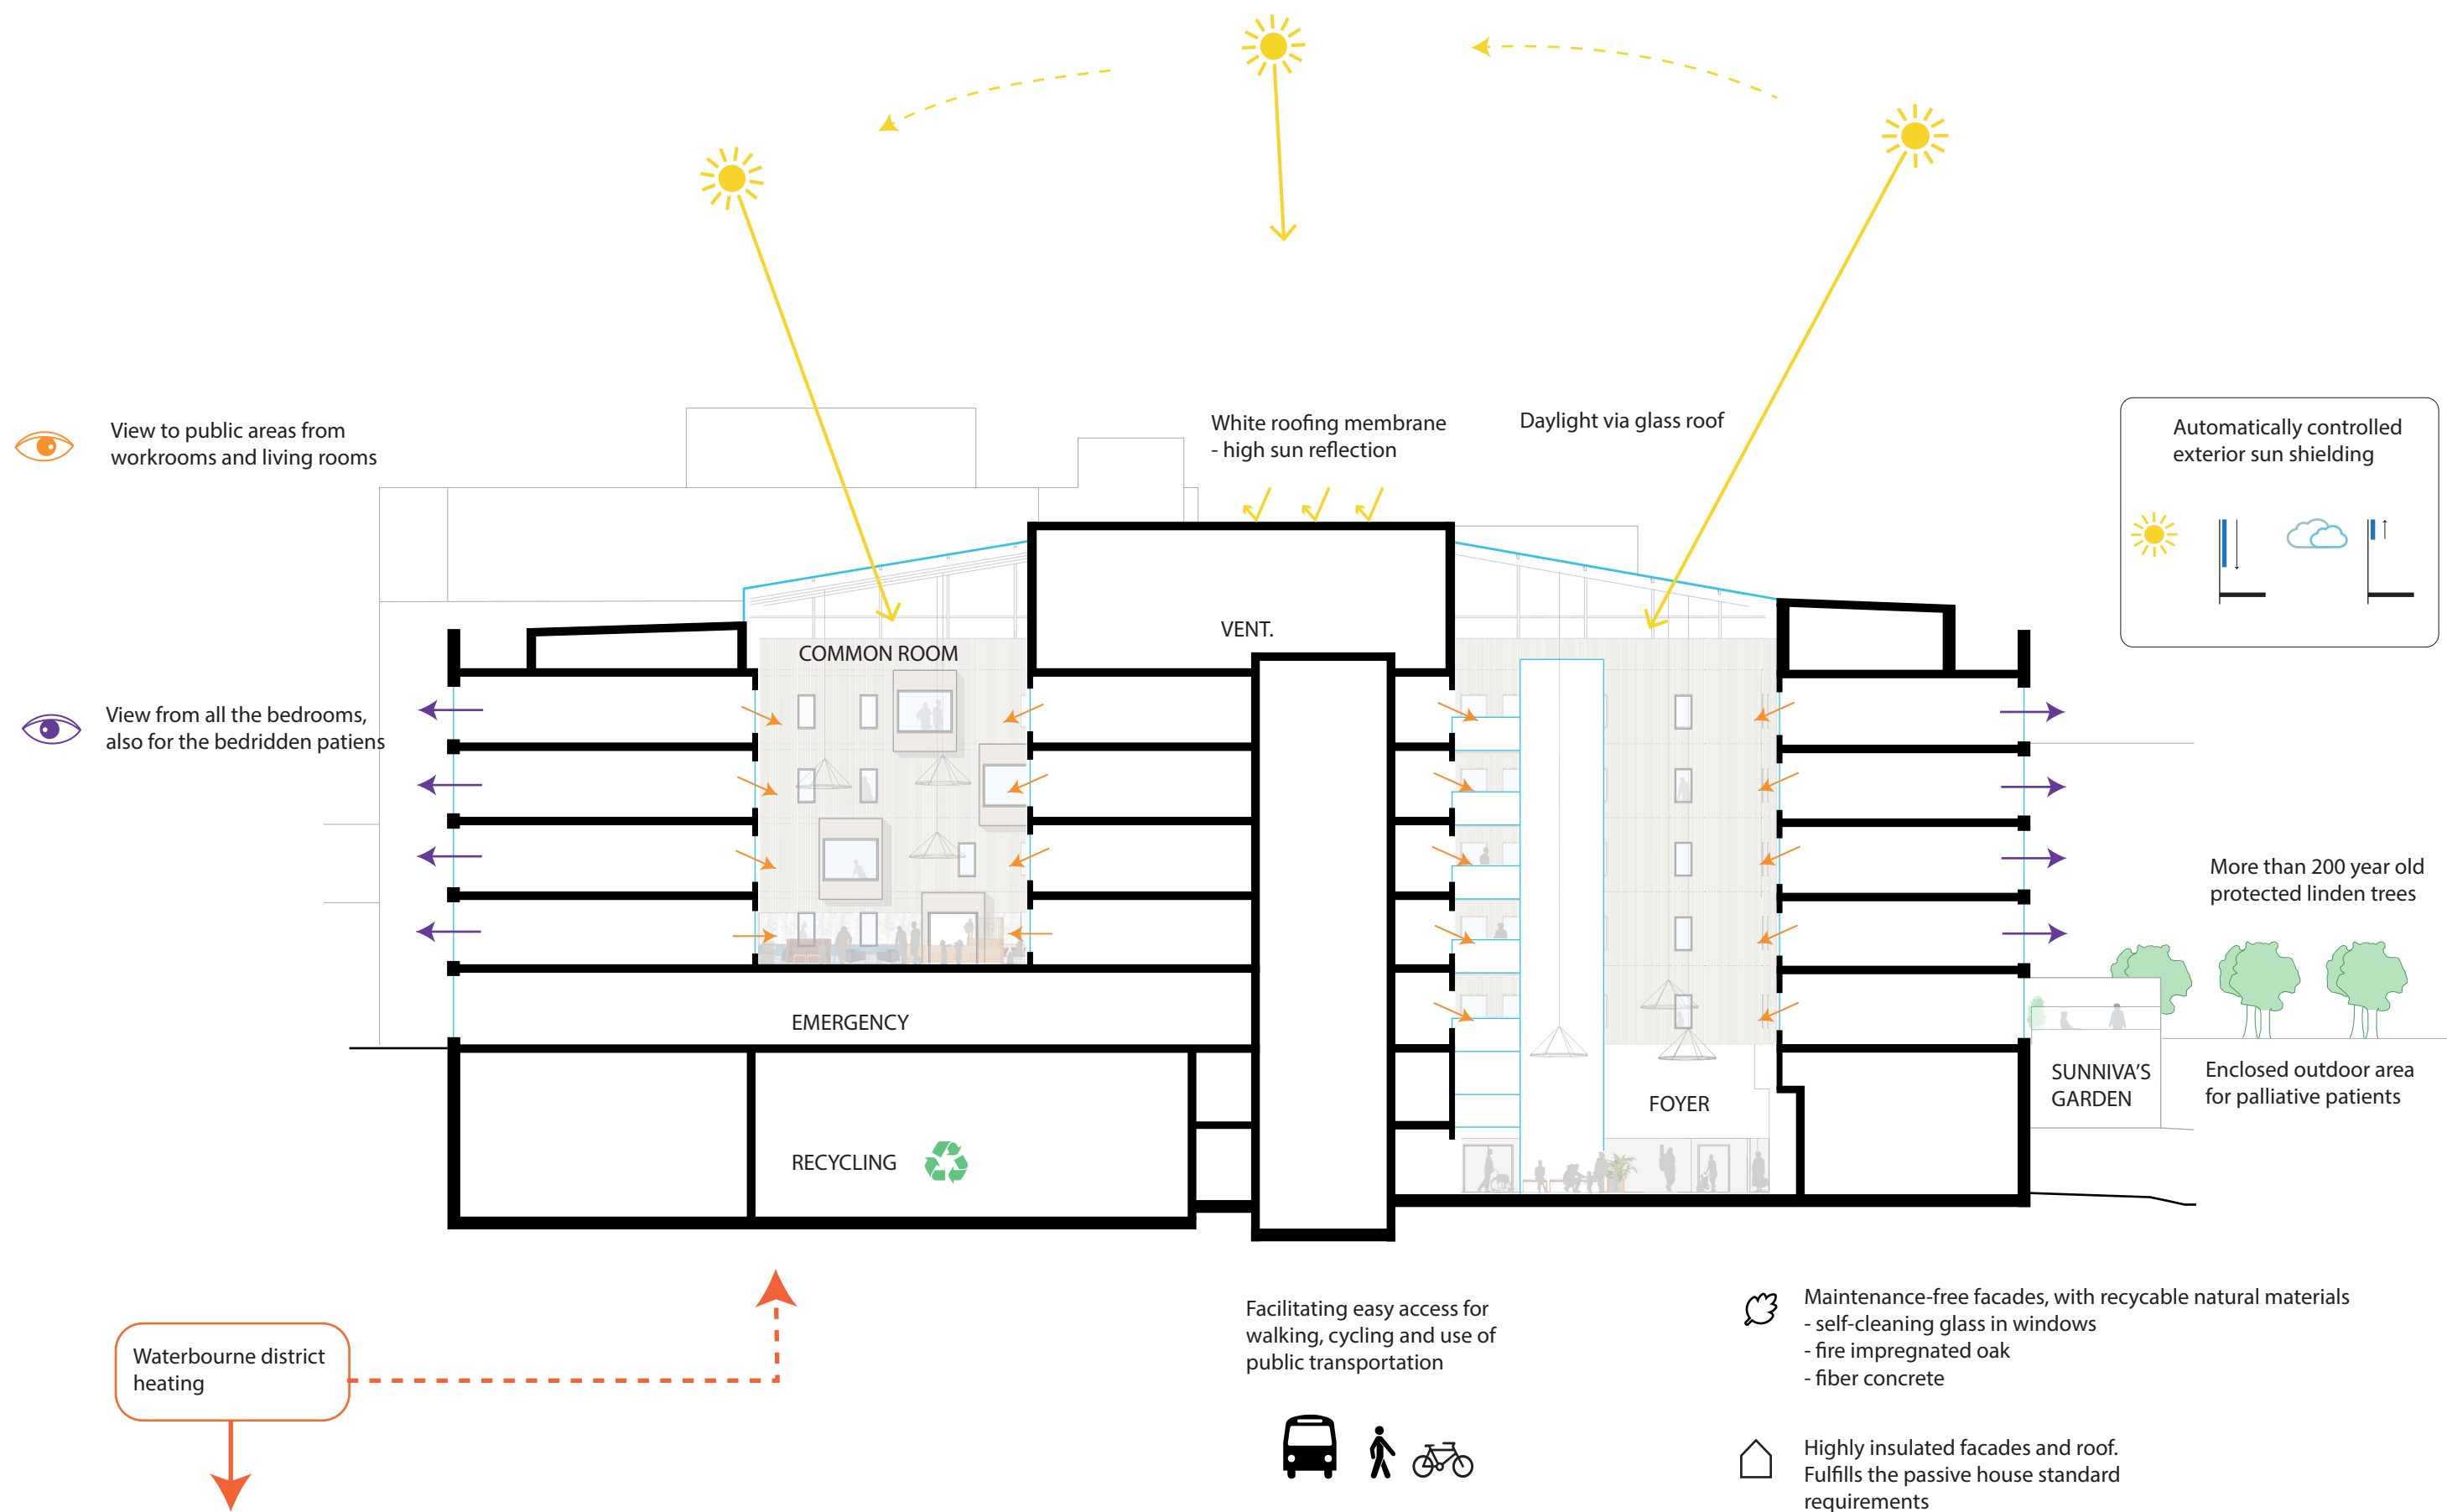 White roofing membrane
- high sun reflection
Daylight via glass roof
Automatically controlled
exterior sun shielding
View to public areas from
workrooms and living rooms
VENT.
COMMON ROOM
View from all the bedrooms,
also for the bedridden patiens
More than 200 year old
protected linden trees
EMERGENCY
SUNNIVA'S
GARDEN
Enclosed outdoor area
for palliative patients
FOYER
RECYCLING
Waterbourne district
heating
Facilitating easy access for
walking, cycling and use of
public transportation
Maintenance-free facades, with recycable natural materials
- self-cleaning glass in windows
- fire impregnated oak
- fiber concrete
Highly insulated facades and roof.
Fulfills the passive house standard
requirements